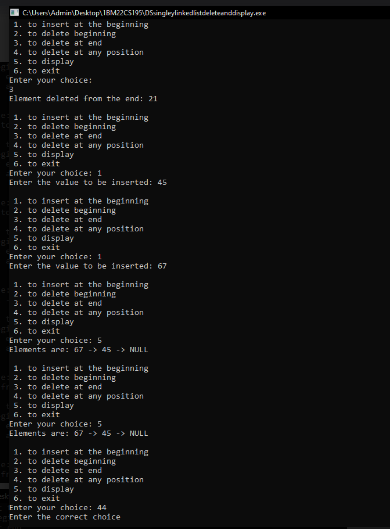 C:\Users\Admin\Desktop\1BM22CS195\DSsingleylinkedlistdeleteanddisplay.exe
1. to insert at the beginning
2. to delete beginning
3. to delete at end
4. to delete at any position
5. to display
6. to exit
Enter your choice:
3
Element deleted from the end: 21
1. to insert at the beginning
2. to delete beginning
3. to delete at end
4. to delete at any position
5. to display
6. to exit
Enter your choice: 1
Enter the value to be inserted: 45
1. to insert at the beginning
2. to delete beginning
3. to delete at end
4. to delete at any position
5. to display
6. to exit
Enter your choice: 1
Enter the value to be inserted: 67
1. to insert at the beginning
2. to delete beginning
3. to delete at end
4. to delete at any position
5. to display
6. to exit
Enter your choice: 5
Elements are: 67 -> 45 -> NULL
1. to insert at the beginning
2. to delete beginning
3. to delete at end
4. to delete at any position
5. to display
6. to exit
Enter your choice: 5
Elements are: 67 -> 45 -> NULL
1. to insert at the beginning
2. to delete beginning
3. to delete at end
4. to delete at any position
5. to display
6. to exit
Enter your choice: 44
Enter the correct choice